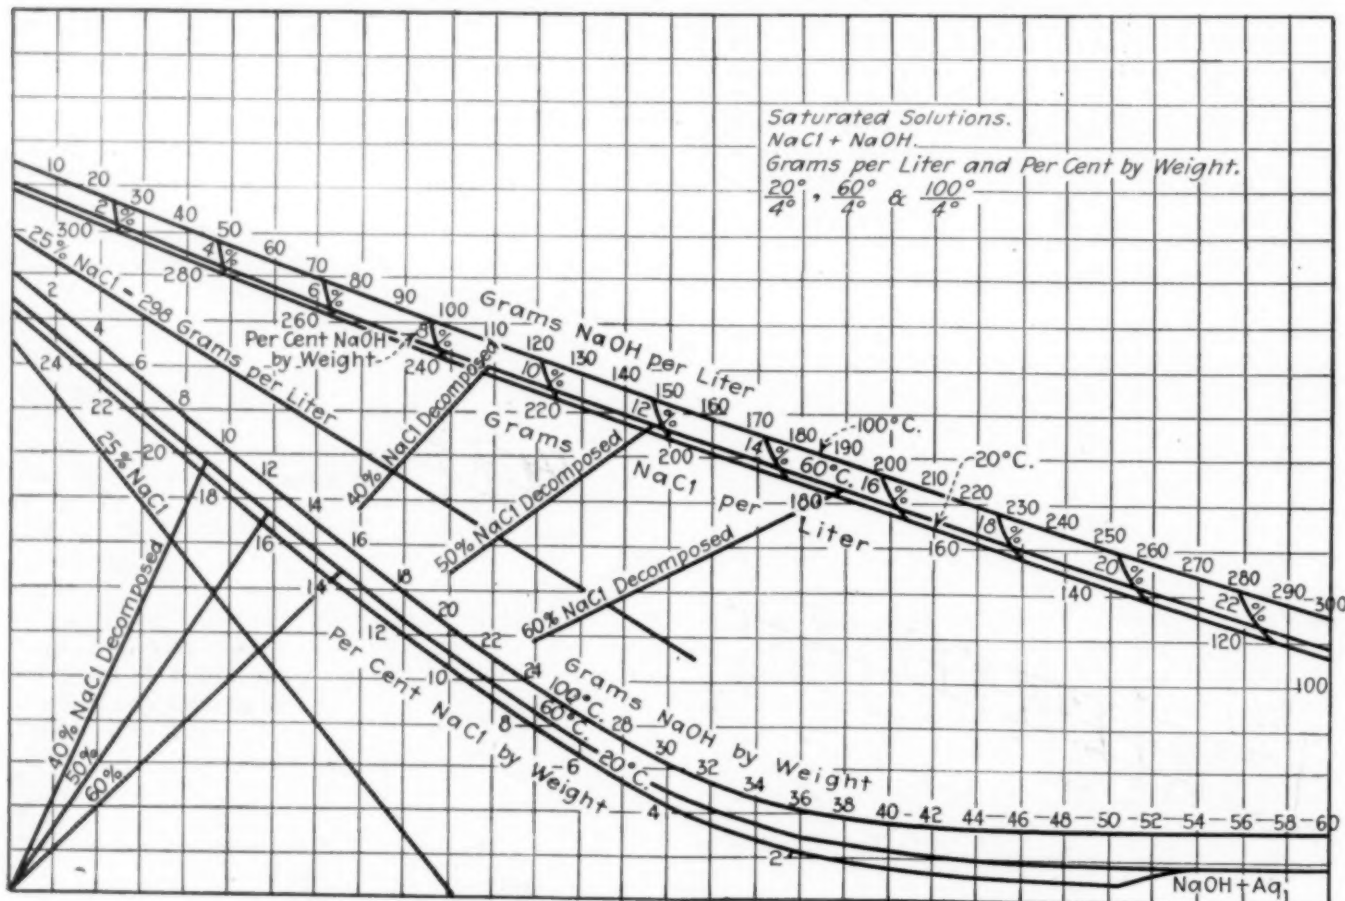 Saturated Solutions.
NaCl + NaOH.
Grams per Liter and Per Cent by Weight.
20°/4°, 60°/4° & 100°/4°
10 20 30 40 50 60 70 80 90 100 110 120 130 140 150 160 170 180 190 200 210 220 230 240 250 260 270 280 290 300
Grams NaOH per Liter
100°C.
60°C.
20°C.
2 % 4 % 6 % 8 % 10 % 12 % 14 % 16 % 18 % 20 % 22 %
Per Cent NaOH
by Weight
300 280 260 240 220 200 180 160 140 120 100
Grams NaCl per Liter
25% NaCl - 298 Grams per Liter
40% NaCl Decomposed
50% NaCl Decomposed
60% NaCl Decomposed
2 4 6 8 10 12 14 16 18 20 22 24 28 30 32 34 36 38 40 42 44 46 48 50 52 54 56 58 60
Grams NaOH by Weight
100°C.
60°C.
20°C.
24 22 20 18 16 14 12 10 8 6 4 2
Per Cent NaCl by Weight
25% NaCl
40% NaCl Decomposed
50%
60%
NaOH + Aq,